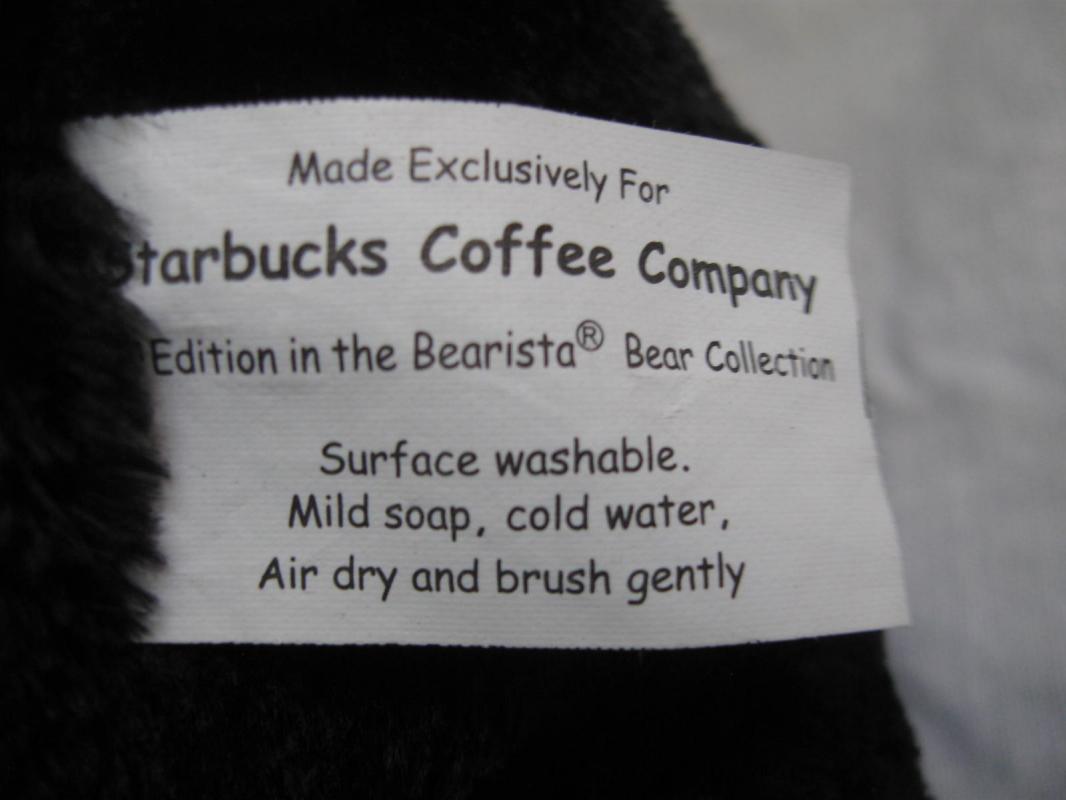 Made Exclusively For
Starbucks Coffee Company
Edition in the Bearista® Bear Collection
Surface washable.
Mild soap, cold water,
Air dry and brush gently